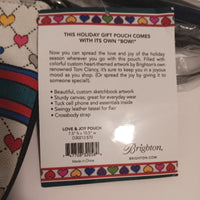 THIS HOLIDAY GIFT POUCH COMES
WITH ITS OWN "BOW!"
Now you can spread the love and joy of the holiday
season wherever you go with this pouch. Filled with
colorful custom heart-themed artwork by Brighton's own
renowned Tom Clancy, it's sure to keep you in a joyous
mood as you shop. (Or spread the joy by giving it to
someone special!)
• Beautiful, custom sketchbook artwork
• Sturdy canvas; great for everyday wear
• Tuck cell phone and essentials inside
• Swingy leather tassel for flair
• Crossbody strap
LOVE & JOY POUCH
Made in China
Brighton
BRIGHTON.COM